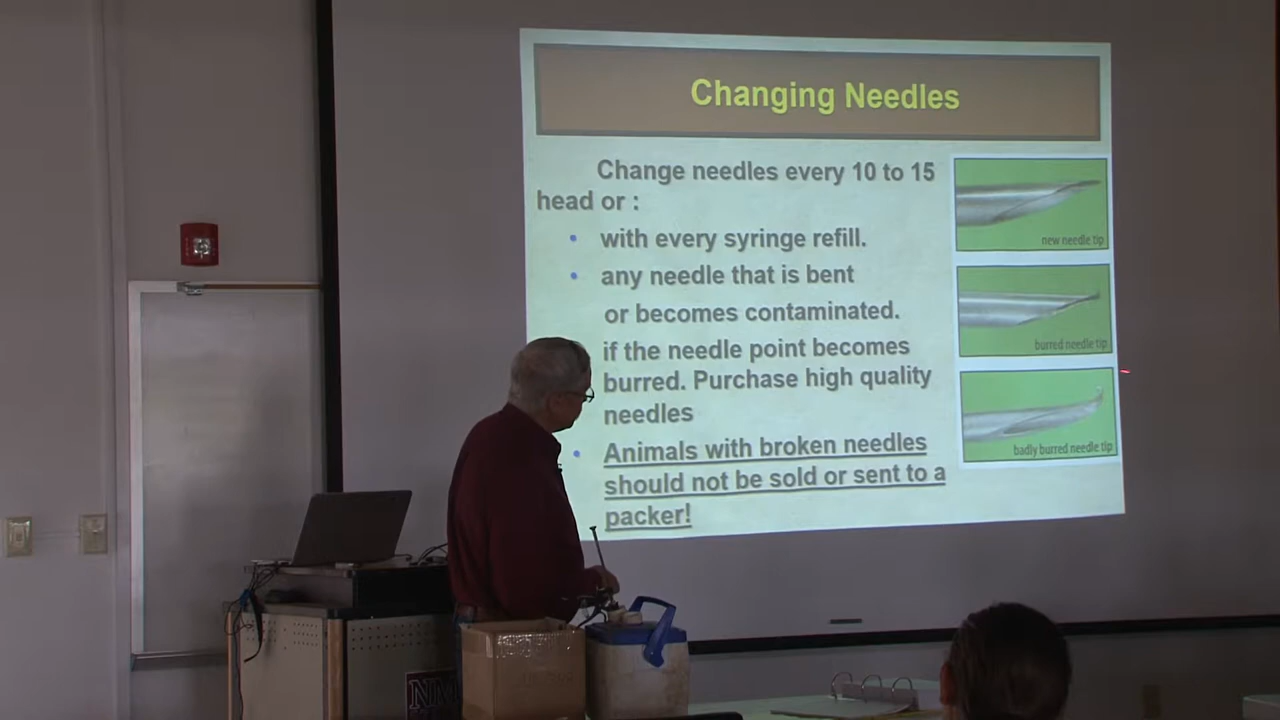 Changing Needles
Change needles every 10 to 15
head or :
• with every syringe refill.
• any needle that is bent
or becomes contaminated.
if the needle point becomes
burred. Purchase high quality
needles
• Animals with broken needles
should not be sold or sent to a
packer!
new needle tip
burred needle tip
badly burred needle tip